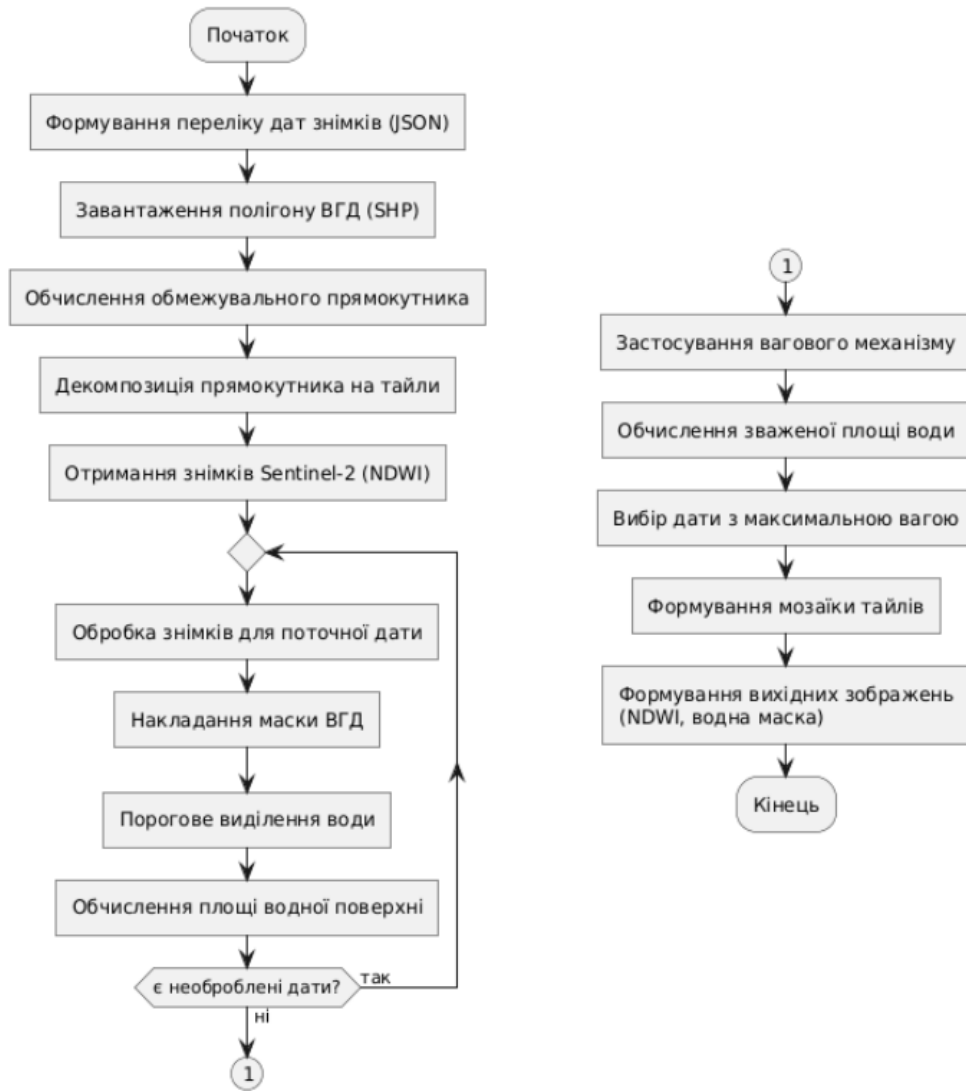 Початок
Формування переліку дат знімків (JSON)
Завантаження полігону ВГД (SHP)
Обчислення обмежувального прямокутника
Декомпозиція прямокутника на тайли
Отримання знімків Sentinel-2 (NDWI)
Обробка знімків для поточної дати
Накладання маски ВГД
Порогове виділення води
Обчислення площі водної поверхні
є необроблені дати?
так
ні
1
1
Застосування вагового механізму
Обчислення зваженої площі води
Вибір дати з максимальною вагою
Формування мозаїки тайлів
Формування вихідних зображень
(NDWI, водна маска)
Кінець